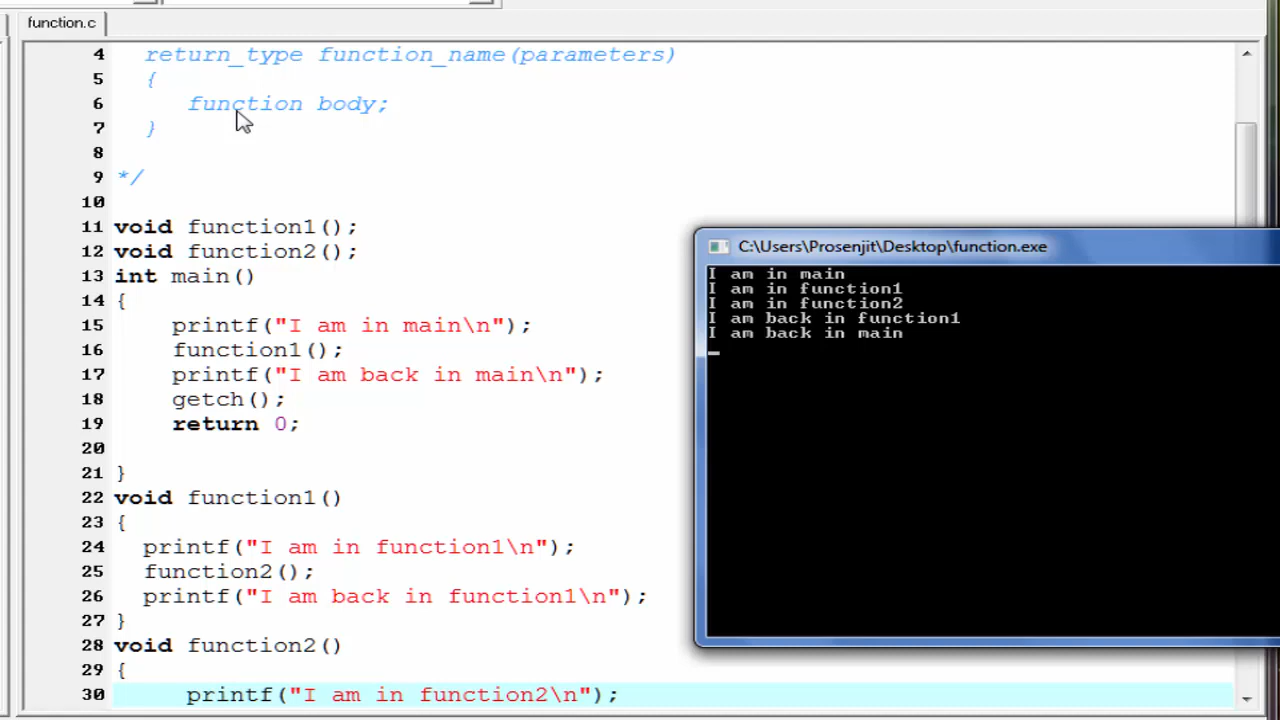 function.c
4 return_type function_name(parameters)
5 {
6 function body;
7 }
8
9 */
10
11 void function1();
12 void function2();
13 int main()
14 {
15 printf("I am in main\n");
16 function1();
17 printf("I am back in main\n");
18 getch();
19 return 0;
20
21 }
22 void function1()
23 {
24 printf("I am in function1\n");
25 function2();
26 printf("I am back in function1\n");
27 }
28 void function2()
29 {
30 printf("I am in function2\n");
C:\Users\Prosenjit\Desktop\function.exe
I am in main
I am in function1
I am in function2
I am back in function1
I am back in main